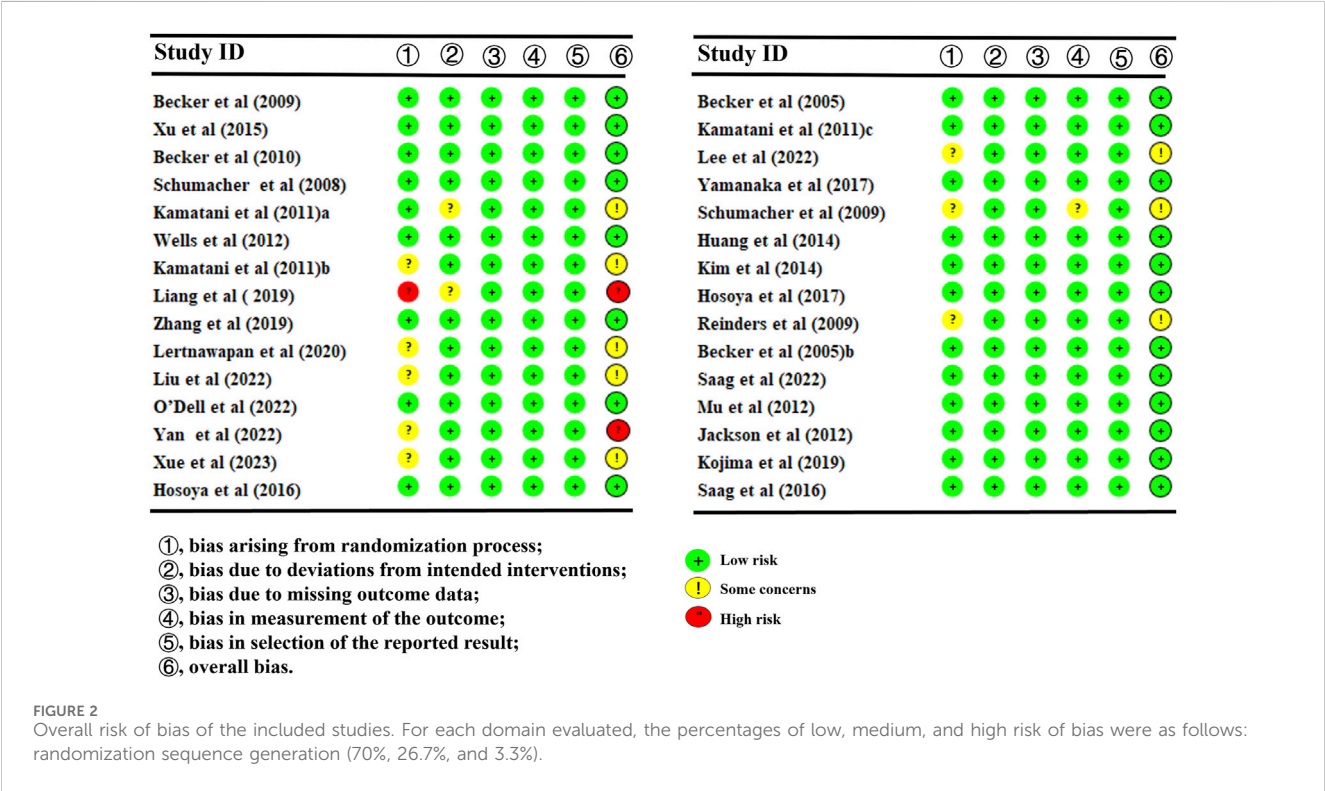 Study ID ① ② ③ ④ ⑤ ⑥
Becker et al (2009) + + + + + +
Xu et al (2015) + + + + + +
Becker et al (2010) + + + + + +
Schumacher et al (2008) + + + + + +
Kamatani et al (2011)a + ? + + + !
Wells et al (2012) + + + + + +
Kamatani et al (2011)b ? + + + + !
Liang et al ( 2019) ? ? + + + ?
Zhang et al (2019) + + + + + +
Lertnawapan et al (2020) ? + + + + !
Liu et al (2022) ? + + + + !
O’Dell et al (2022) + + + + + +
Yan et al (2022) ? + + + + ?
Xue et al (2023) ? + + + + !
Hosoya et al (2016) + + + + + +
Study ID ① ② ③ ④ ⑤ ⑥
Becker et al (2005) + + + + + +
Kamatani et al (2011)c + + + + + +
Lee et al (2022) ? + + + + !
Yamanaka et al (2017) + + + + + +
Schumacher et al (2009) ? + + ? + !
Huang et al (2014) + + + + + +
Kim et al (2014) + + + + + +
Hosoya et al (2017) + + + + + +
Reinders et al (2009) ? + + + + !
Becker et al (2005)b + + + + + +
Saag et al (2022) + + + + + +
Mu et al (2012) + + + + + +
Jackson et al (2012) + + + + + +
Kojima et al (2019) + + + + + +
Saag et al (2016) + + + + + +
①, bias arising from randomization process;
②, bias due to deviations from intended interventions;
③, bias due to missing outcome data;
④, bias in measurement of the outcome;
⑤, bias in selection of the reported result;
⑥, overall bias.
+ Low risk
! Some concerns
High risk
FIGURE 2
Overall risk of bias of the included studies. For each domain evaluated, the percentages of low, medium, and high risk of bias were as follows:
randomization sequence generation (70%, 26.7%, and 3.3%).